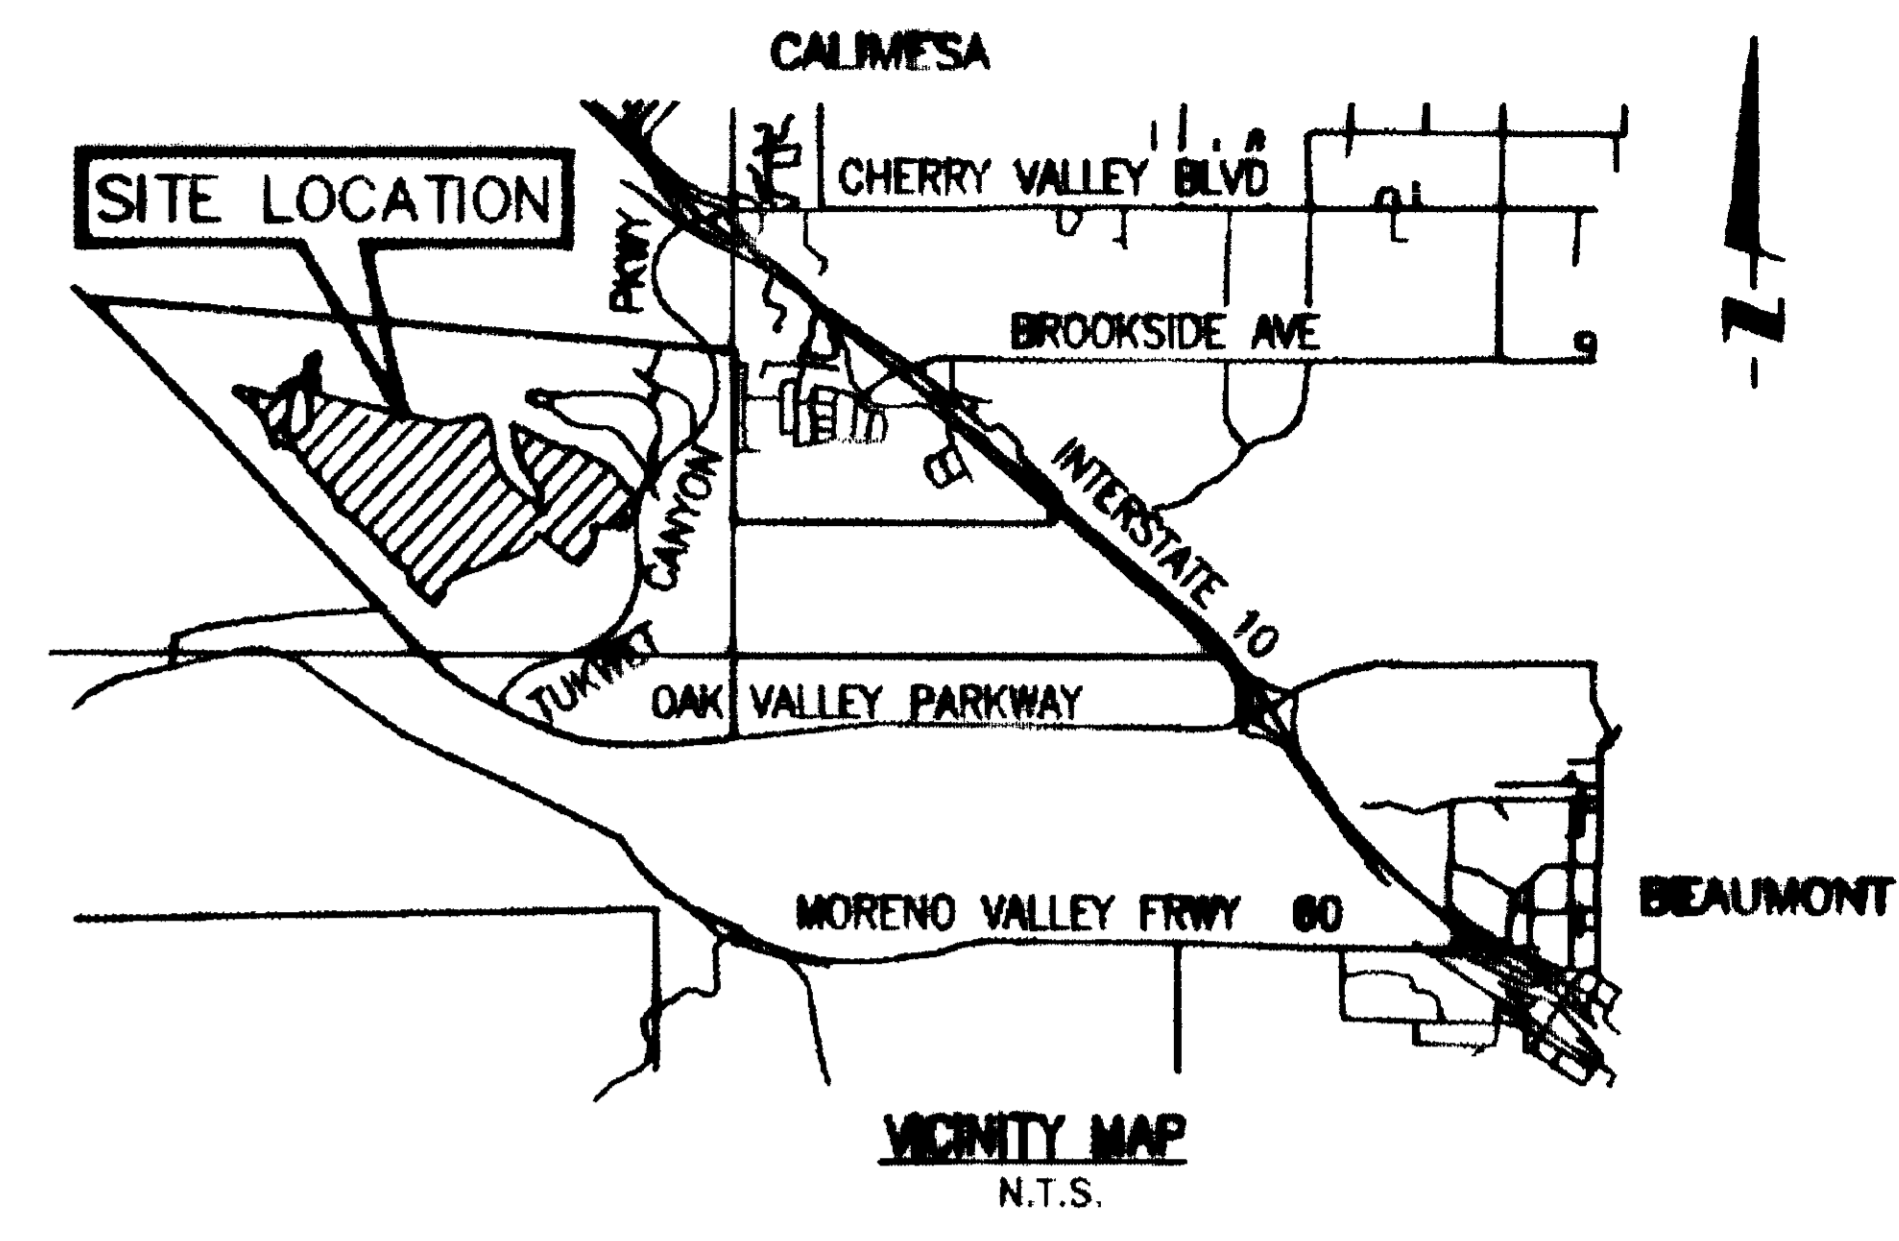 CALIMESA
SITE LOCATION
CHERRY VALLEY BLVD
PKWY
BROOKSIDE AVE
9
CANYON
INTERSTATE 10
TUKWET
OAK VALLEY PARKWAY
MORENO VALLEY FRWY 60
BEAUMONT
VICINITY MAP
N.T.S.
N